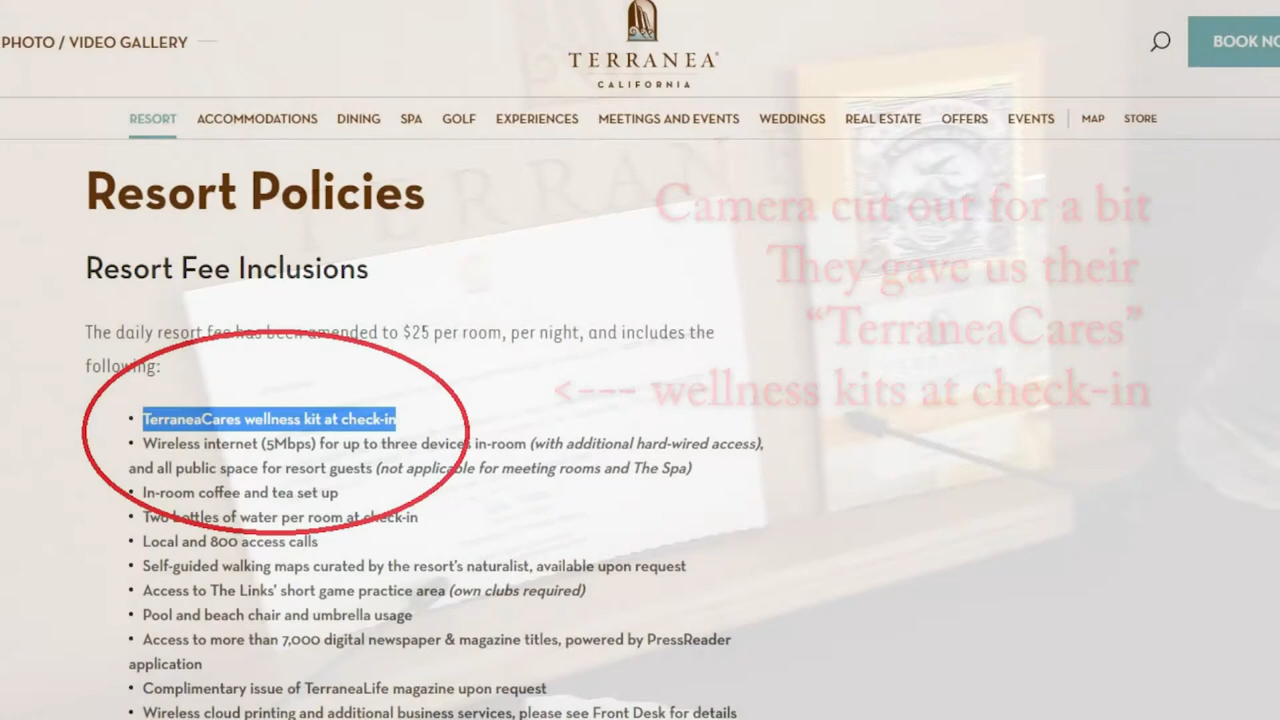 PHOTO / VIDEO GALLERY
TERRANEA
CALIFORNIA
BOOK NO
RESORT ACCOMMODATIONS DINING SPA GOLF EXPERIENCES MEETINGS AND EVENTS WEDDINGS REAL ESTATE OFFERS EVENTS MAP STORE
Resort Policies
Resort Fee Inclusions
The daily resort fee has been amended to $25 per room, per night, and includes the
following:
• TerraneaCares wellness kit at check-in
• Wireless internet (5Mbps) for up to three devices in-room (with additional hard-wired access),
and all public space for resort guests (not applicable for meeting rooms and The Spa)
• In-room coffee and tea set up
• Two bottles of water per room at check-in
• Local and 800 access calls
• Self-guided walking maps curated by the resort's naturalist, available upon request
• Access to The Links' short game practice area (own clubs required)
• Pool and beach chair and umbrella usage
• Access to more than 7,000 digital newspaper & magazine titles, powered by PressReader
application
• Complimentary issue of TerraneaLife magazine upon request
• Wireless cloud printing and additional business services, please see Front Desk for details
Camera cut out for a bit
They gave us their
“TerraneaCares”
<--- wellness kits at check-in
TERRAN